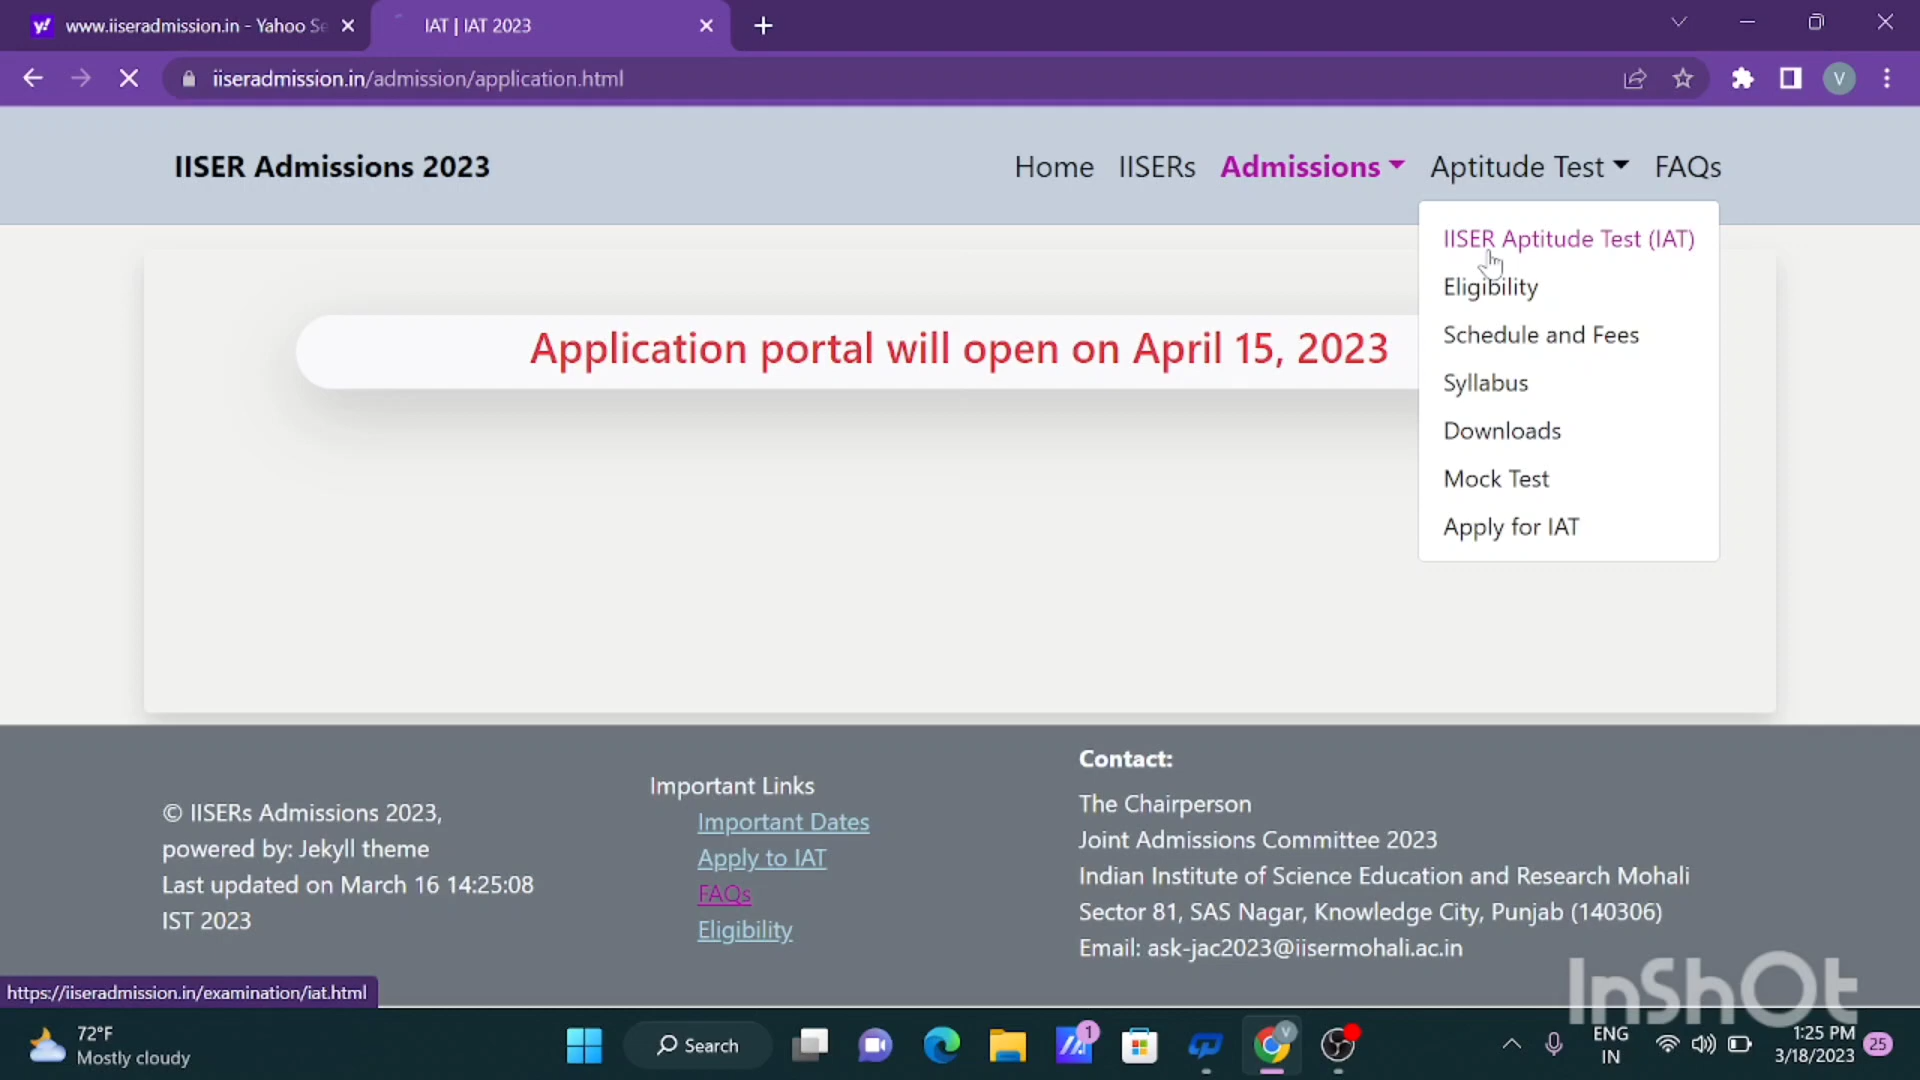 www.iiseradmission.in - Yahoo Se
IAT | IAT 2023
iiseradmission.in/admission/application.html
V
IISER Admissions 2023
Home
IISERs
Admissions
Aptitude Test
FAQs
IISER Aptitude Test (IAT)
Eligibility
Schedule and Fees
Syllabus
Downloads
Mock Test
Apply for IAT
Application portal will open on April 15, 2023
© IISERs Admissions 2023,
powered by: Jekyll theme
Last updated on March 16 14:25:08
IST 2023
Important Links
Important Dates
Apply to IAT
FAQs
Eligibility
Contact:
The Chairperson
Joint Admissions Committee 2023
Indian Institute of Science Education and Research Mohali
Sector 81, SAS Nagar, Knowledge City, Punjab (140306)
Email: ask-jac2023@iisermohali.ac.in
InShOt
https://iiseradmission.in/examination/iat.html
72°F
Mostly cloudy
Search
1
V
ENG
IN
1:25 PM
3/18/2023
25